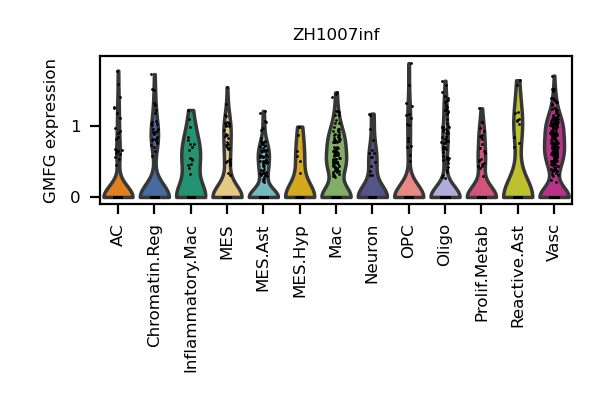 ZH1007inf
GMFG expression
1
0
AC
Chromatin.Reg
Inflammatory.Mac
MES
MES.Ast
MES.Hyp
Mac
Neuron
OPC
Oligo
Prolif.Metab
Reactive.Ast
Vasc